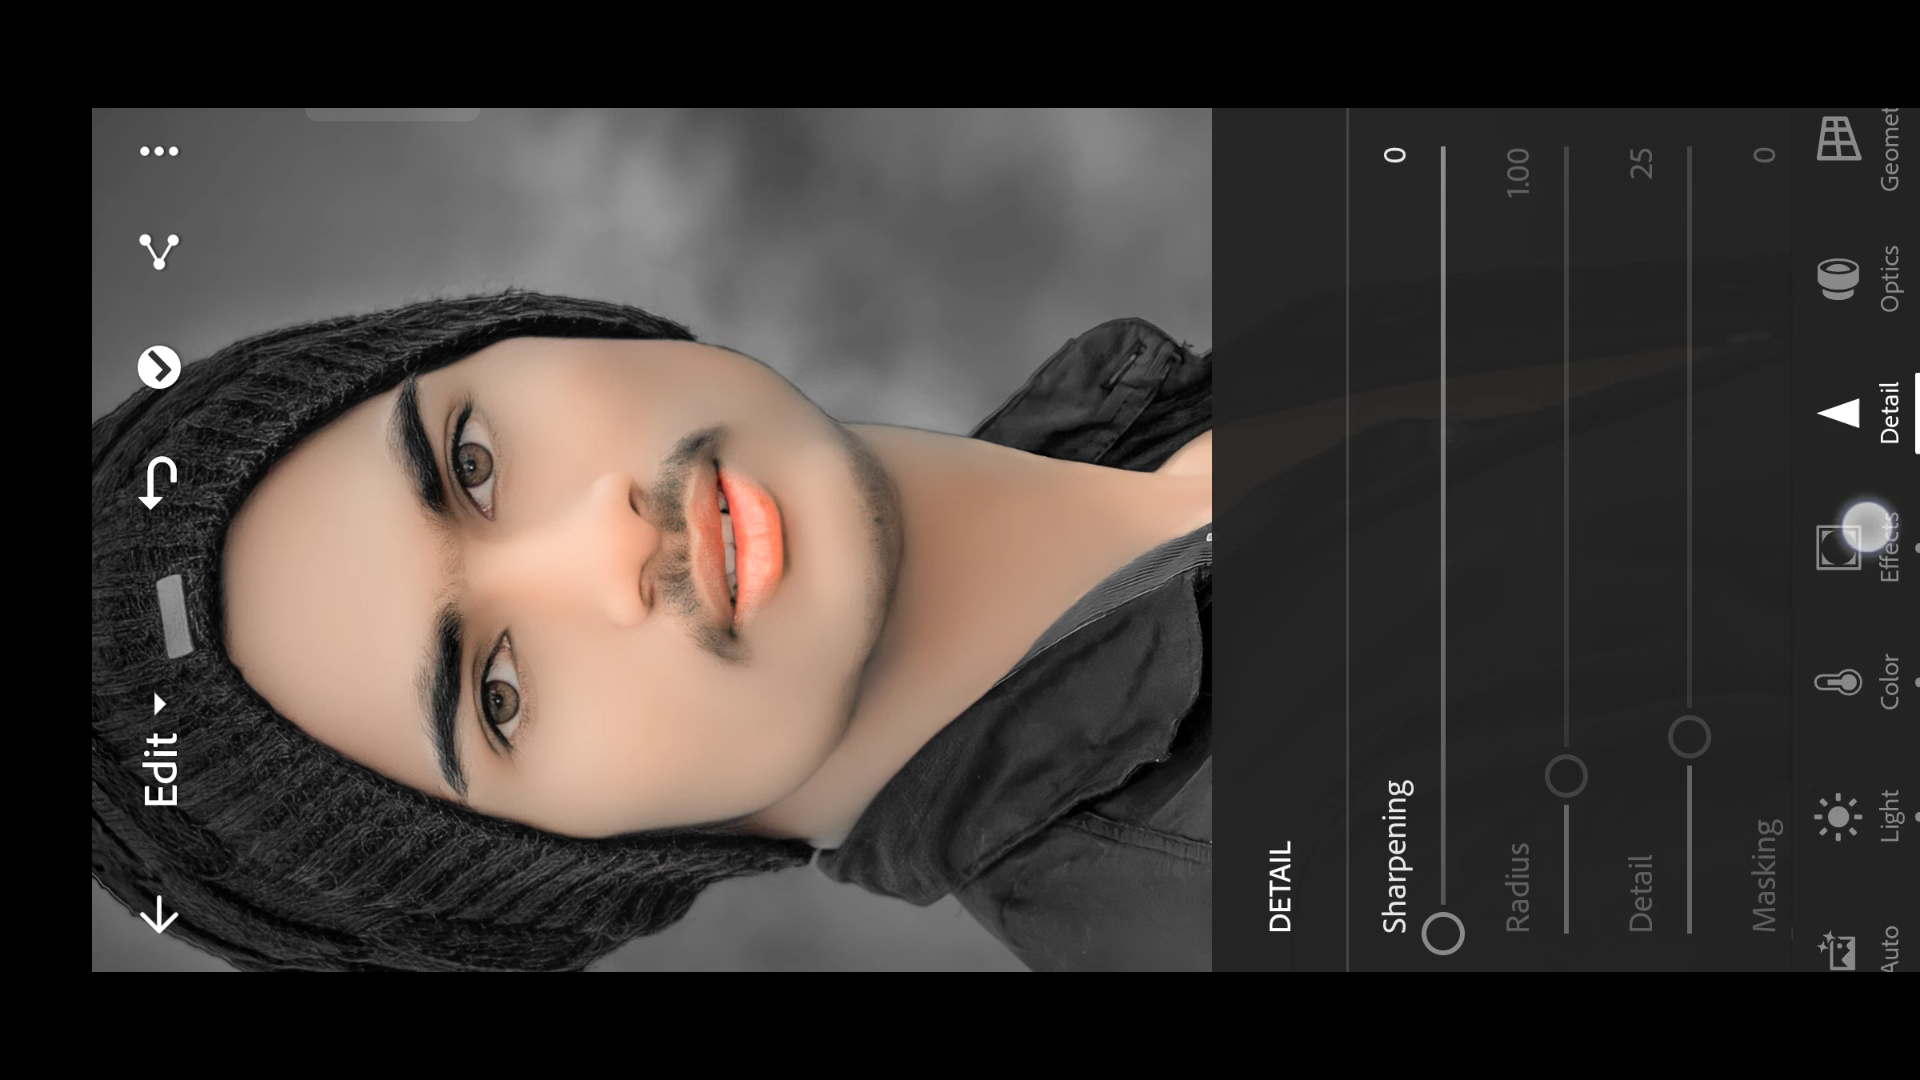 Edit
DETAIL
Sharpening 0
Radius 1.00
Detail 25
Masking 0
Auto
Light
Color
Effects
Detail
Optics
Geomet